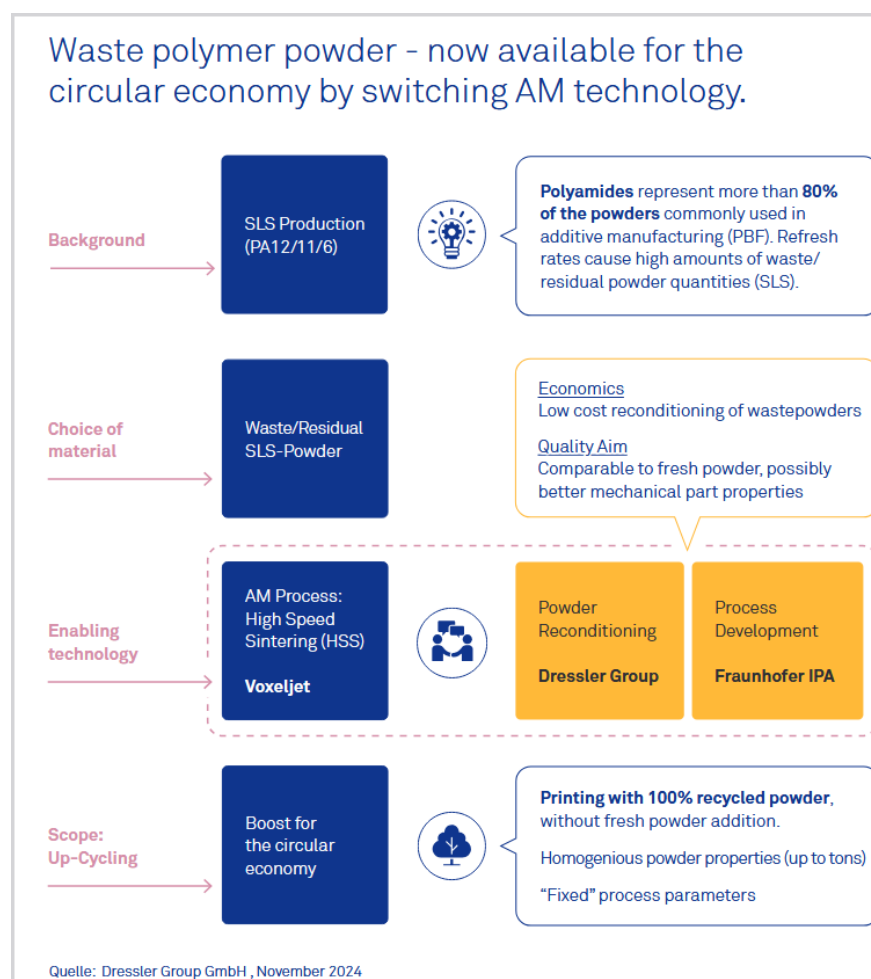 Waste polymer powder - now available for the
circular economy by switching AM technology.
Background
SLS Production
(PA12/11/6)
Polyamides represent more than 80%
of the powders commonly used in
additive manufacturing (PBF). Refresh
rates cause high amounts of waste/
residual powder quantities (SLS).
Choice of
material
Waste/Residual
SLS-Powder
Economics
Low cost reconditioning of wastepowders
Quality Aim
Comparable to fresh powder, possibly
better mechanical part properties
Enabling
technology
AM Process:
High Speed
Sintering (HSS)
Voxeljet
Powder
Reconditioning
Dressler Group
Process
Development
Fraunhofer IPA
Scope:
Up-Cycling
Boost for
the circular
economy
Printing with 100% recycled powder,
without fresh powder addition.
Homogenious powder properties (up to tons)
“Fixed” process parameters
Quelle: Dressler Group GmbH , November 2024